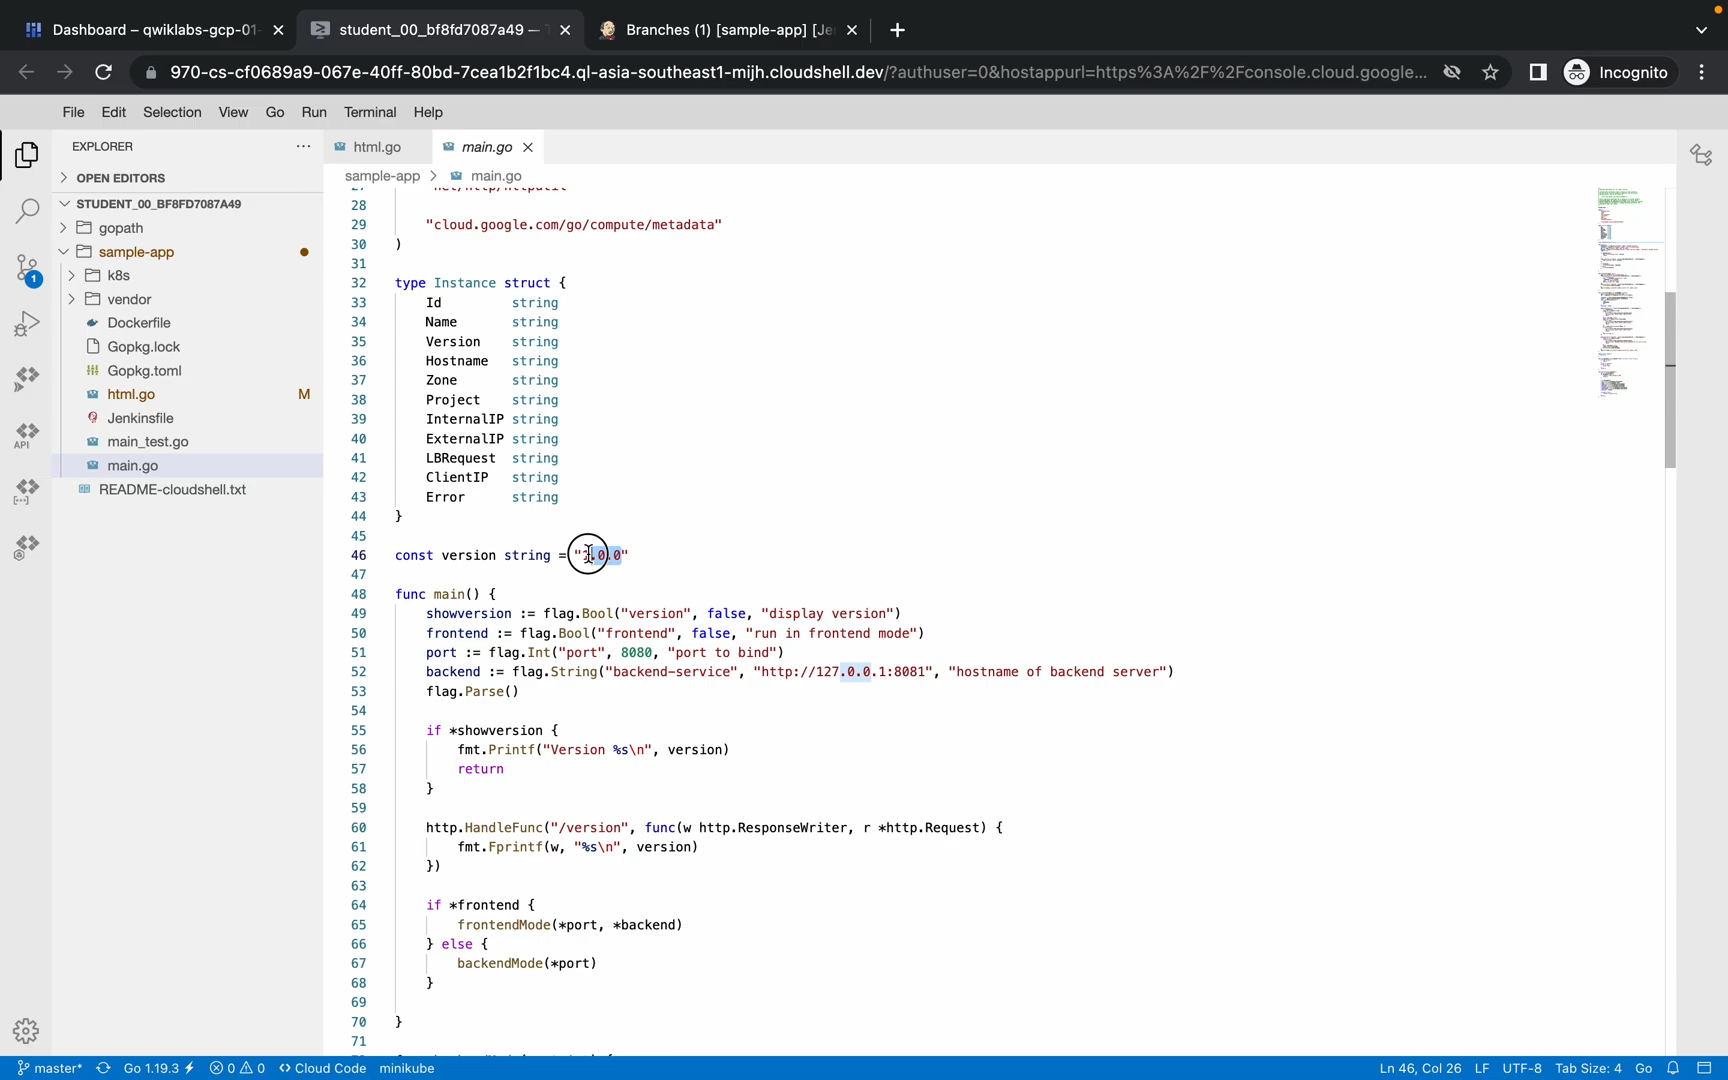 Dashboard – qwiklabs-gcp-01-
student_00_bf8fd7087a49 —
Branches (1) [sample-app] [Je
970-cs-cf0689a9-067e-40ff-80bd-7cea1b2f1bc4.ql-asia-southeast1-mijh.cloudshell.dev/?authuser=0&hostappurl=https%3A%2F%2Fconsole.cloud.google...
Incognito
File Edit Selection View Go Run Terminal Help
EXPLORER
OPEN EDITORS
STUDENT_00_BF8FD7087A49
gopath
sample-app
k8s
vendor
Dockerfile
Gopkg.lock
Gopkg.toml
html.go M
Jenkinsfile
main_test.go
main.go
README-cloudshell.txt
1
API
html.go
main.go
sample-app > main.go
27 "net/http/httputil"
28
29 "cloud.google.com/go/compute/metadata"
30 )
31
32 type Instance struct {
33 Id string
34 Name string
35 Version string
36 Hostname string
37 Zone string
38 Project string
39 InternalIP string
40 ExternalIP string
41 LBRequest string
42 ClientIP string
43 Error string
44 }
45
46 const version string = "1.0.0"
47
48 func main() {
49 showversion := flag.Bool("version", false, "display version")
50 frontend := flag.Bool("frontend", false, "run in frontend mode")
51 port := flag.Int("port", 8080, "port to bind")
52 backend := flag.String("backend-service", "http://127.0.0.1:8081", "hostname of backend server")
53 flag.Parse()
54
55 if *showversion {
56 fmt.Printf("Version %s\n", version)
57 return
58 }
59
60 http.HandleFunc("/version", func(w http.ResponseWriter, r *http.Request) {
61 fmt.Fprintf(w, "%s\n", version)
62 })
63
64 if *frontend {
65 frontendMode(*port, *backend)
66 } else {
67 backendMode(*port)
68 }
69
70 }
71
master* Go 1.19.3 0 0 Cloud Code minikube
Ln 46, Col 26 LF UTF-8 Tab Size: 4 Go